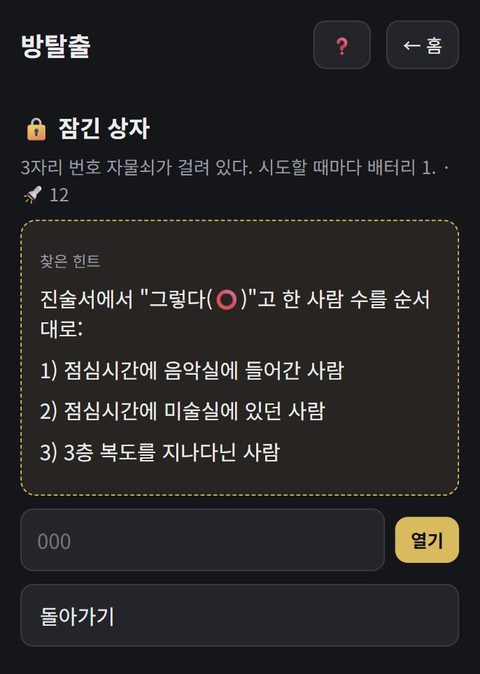 방탈출
❓
← 홈
🔒 잠긴 상자
3자리 번호 자물쇠가 걸려 있다. 시도할 때마다 배터리 1. ·
🚀 12
찾은 힌트
진술서에서 "그렇다(⭕)"고 한 사람 수를 순서
대로:
1) 점심시간에 음악실에 들어간 사람
2) 점심시간에 미술실에 있던 사람
3) 3층 복도를 지나다닌 사람
000
열기
돌아가기